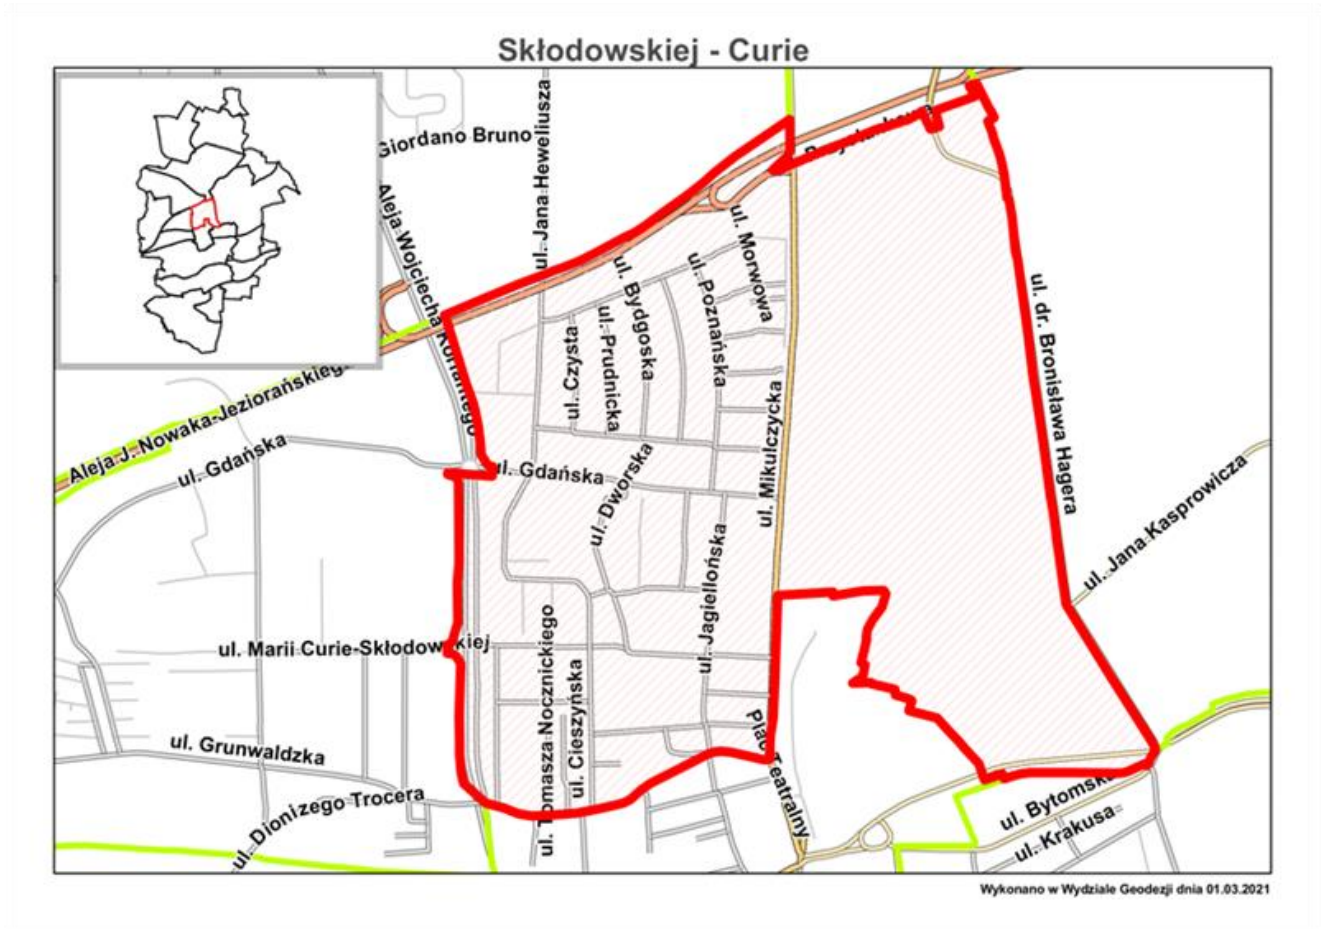 Skłodowskiej - Curie
Giordano Bruno
ul. Jana Heweliusza
Aleja Wojciecha Korfantego
ul. Morwowa
ul. Bydgoska
ul. Poznańska
ul. Prudnicka
ul. Czysta
ul. dr. Bronisława Hagera
Aleja J. Nowaka-Jeziorańskiego
ul. Gdańska
ul. Gdańska
ul. Dworska
ul. Mikulczycka
ul. Jana Kasprowicza
ul. Jagiellońska
ul. Marii Curie-Skłodowskiej
ul. Tomasza Nocznickiego
ul. Cieszyńska
Plac Teatralny
ul. Grunwaldzka
ul. Dionizego Trocera
ul. Bytomska
ul. Krakusa
Wykonano w Wydziale Geodezji dnia 01.03.2021